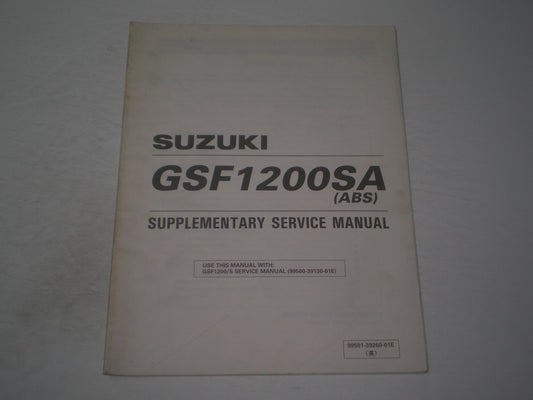 SUZUKI
GSF1200SA
(ABS)
SUPPLEMENTARY SERVICE MANUAL
USE THIS MANUAL WITH:
GSF1200/S SERVICE MANUAL (99500-39130-01E)
99501-39260-01E
(英)